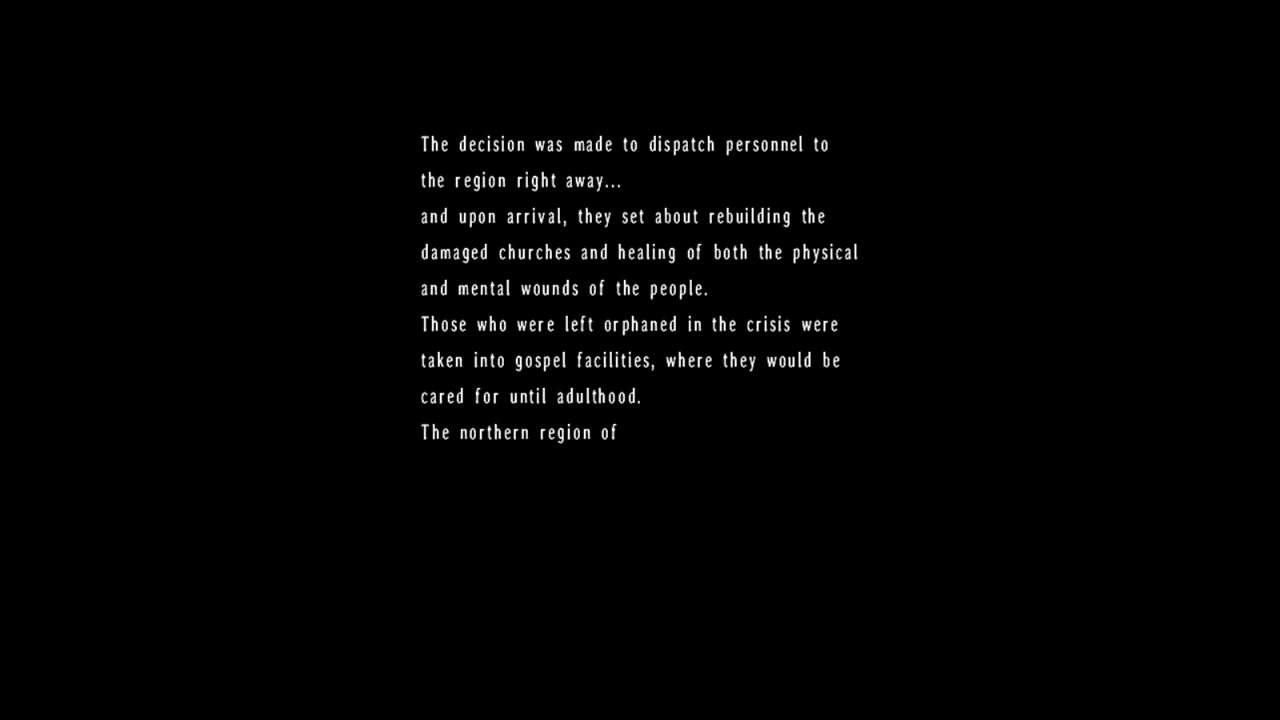 The decision was made to dispatch personnel to
the region right away...
and upon arrival, they set about rebuilding the
damaged churches and healing of both the physical
and mental wounds of the people.
Those who were left orphaned in the crisis were
taken into gospel facilities, where they would be
cared for until adulthood.
The northern region of